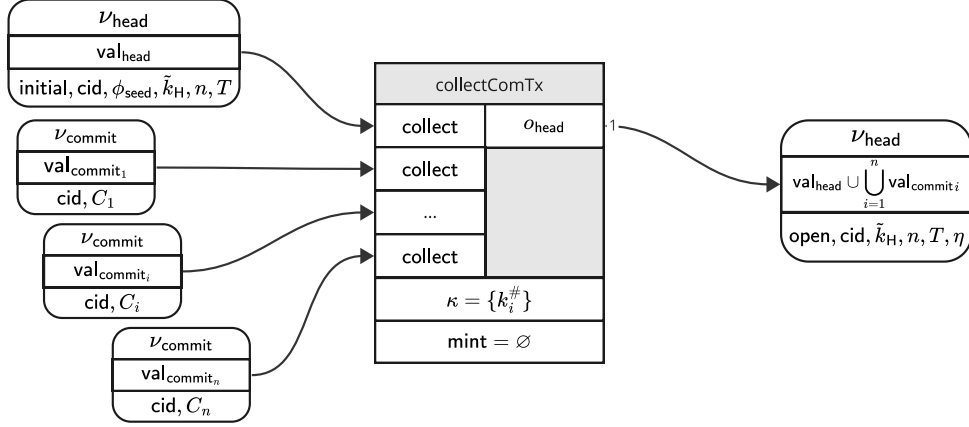 ν_head
val_head
initial, cid, ϕ_seed, k̃_H, n, T
ν_commit
val_commit_1
cid, C_1
ν_commit
val_commit_i
cid, C_i
ν_commit
val_commit_n
cid, C_n
collectComTx
collect
o_head
1
collect
...
collect
κ = {k_i^#}
mint = ∅
ν_head
val_head ∪ ⋃_{i=1}^{n} val_commit_i
open, cid, k̃_H, n, T, η